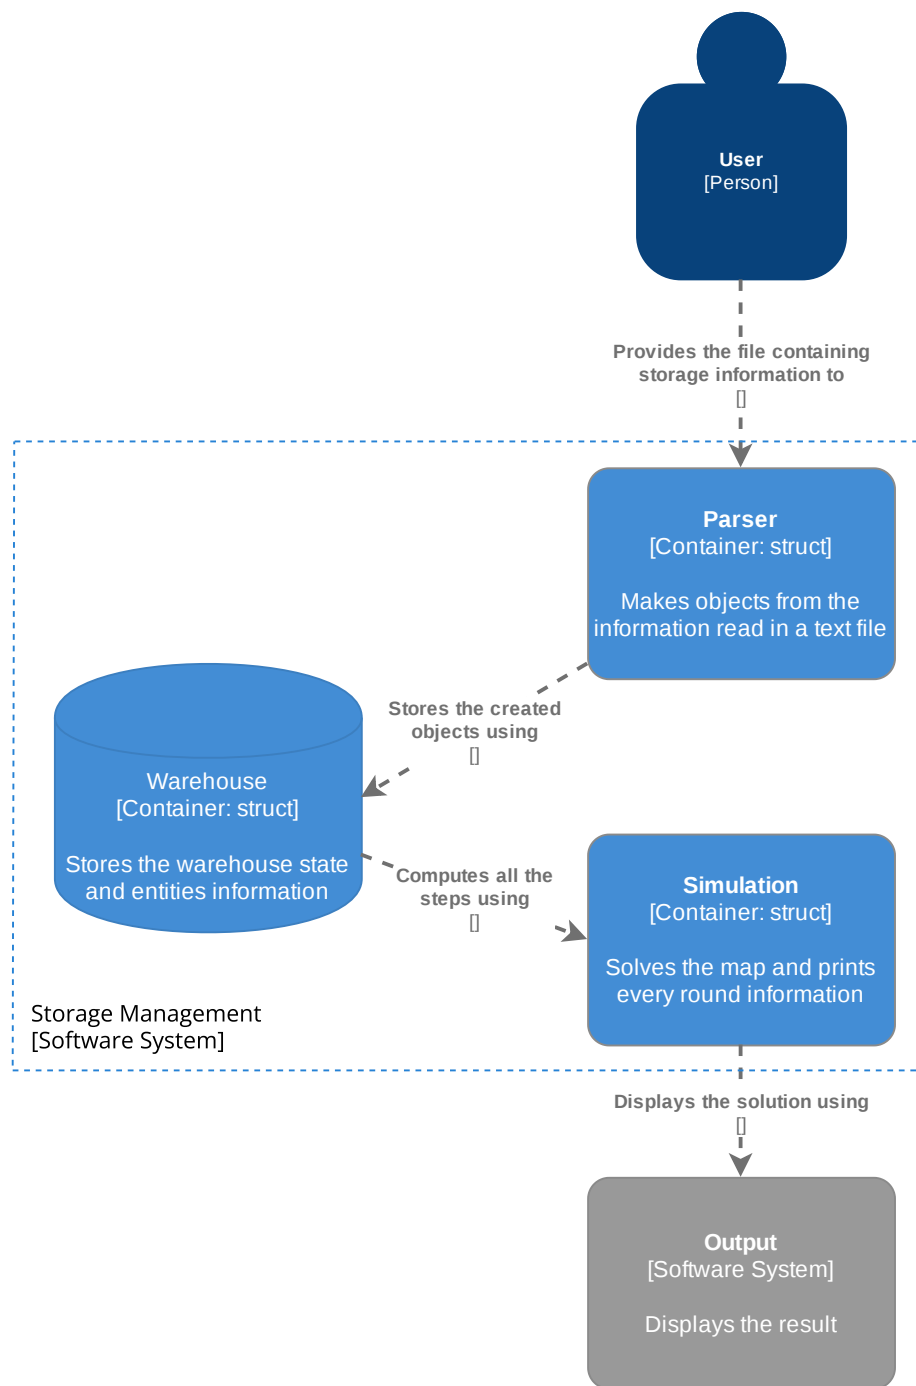 User
[Person]
Provides the file containing
storage information to
[]
Parser
[Container: struct]
Makes objects from the
information read in a text file
Stores the created
objects using
[]
Warehouse
[Container: struct]
Stores the warehouse state
and entities information
Computes all the
steps using
[]
Simulation
[Container: struct]
Solves the map and prints
every round information
Storage Management
[Software System]
Displays the solution using
[]
Output
[Software System]
Displays the result